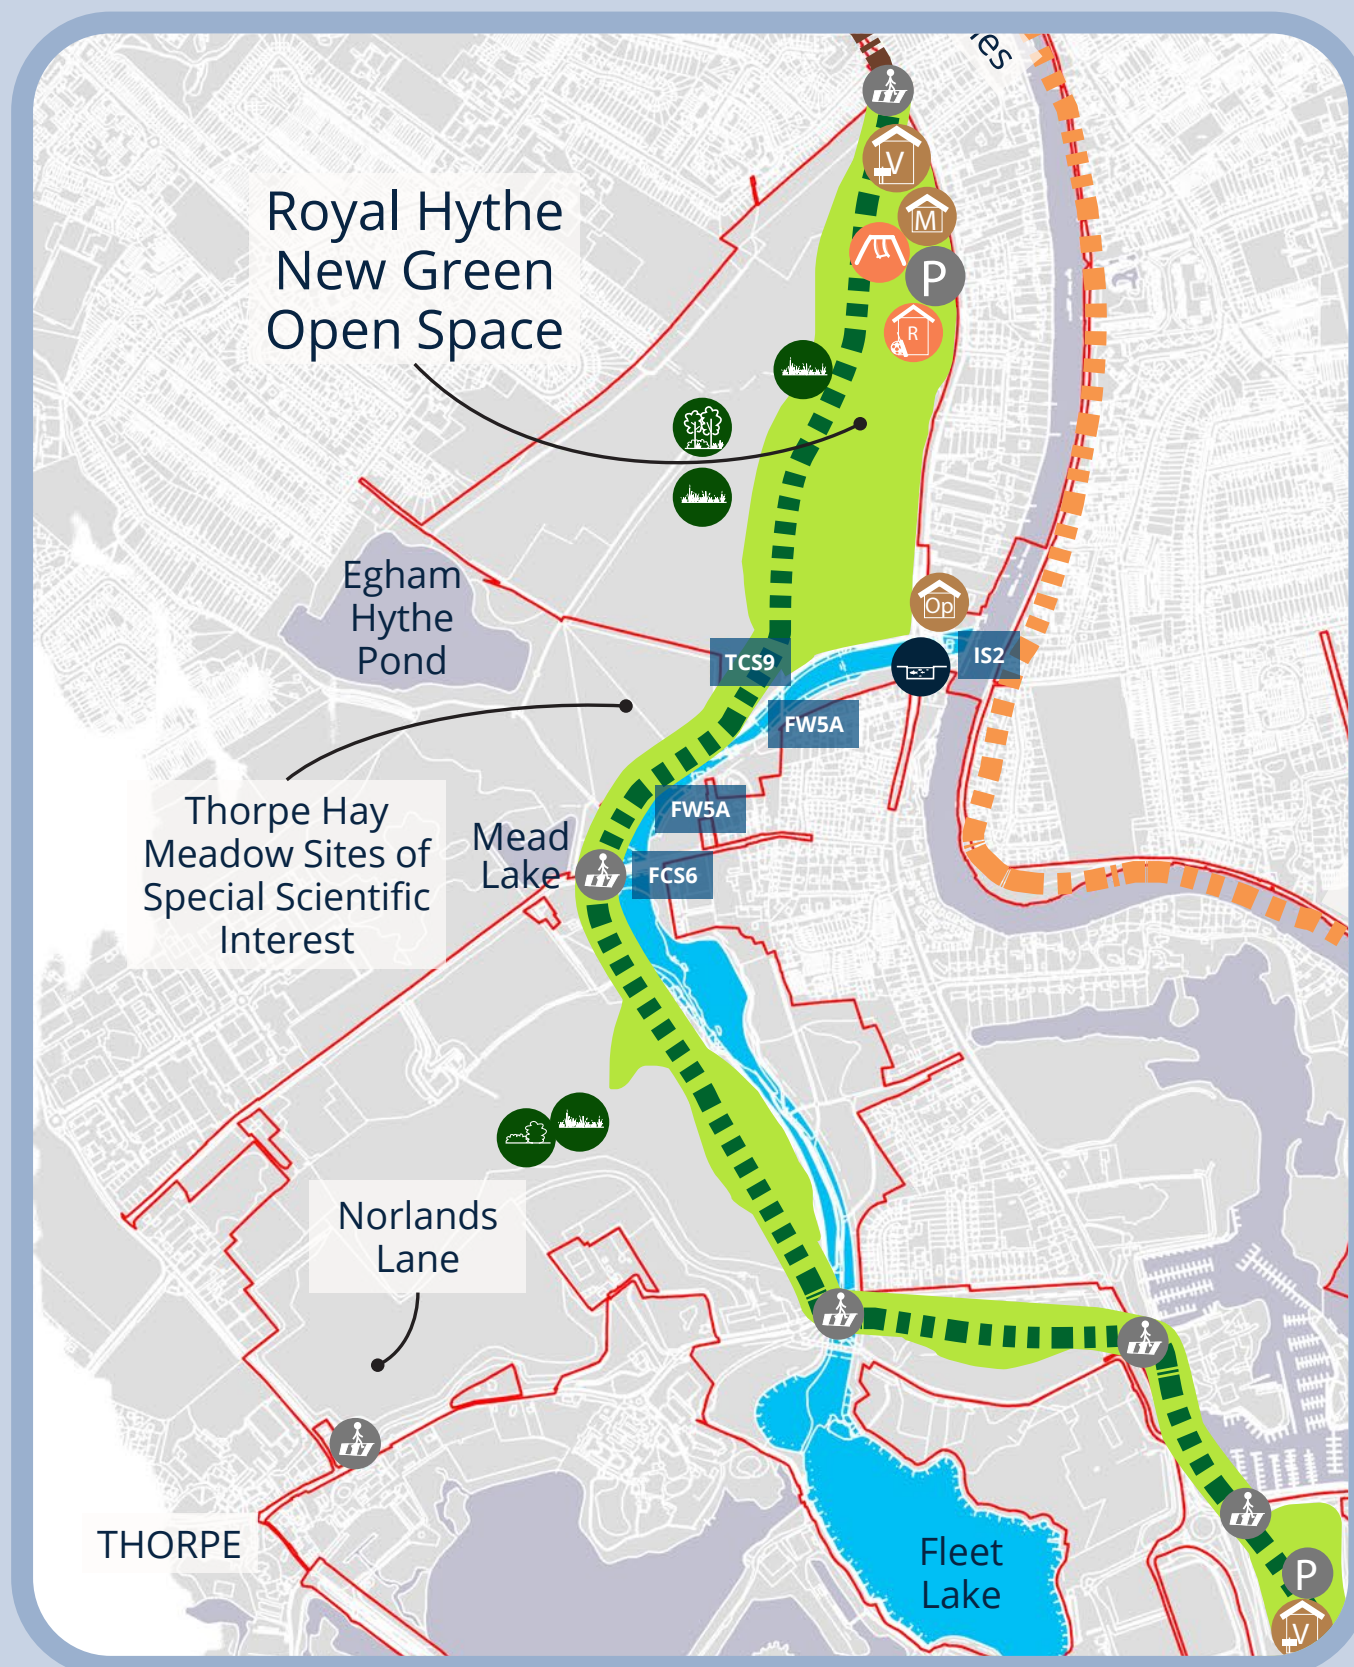 V
M
P
R
Royal Hythe
New Green
Open Space
Egham
Hythe
Pond
Op
TCS9
IS2
FW5A
Thorpe Hay
Meadow Sites of
Special Scientific
Interest
Mead
Lake
FW5A
FCS6
Norlands
Lane
THORPE
Fleet
Lake
P
V